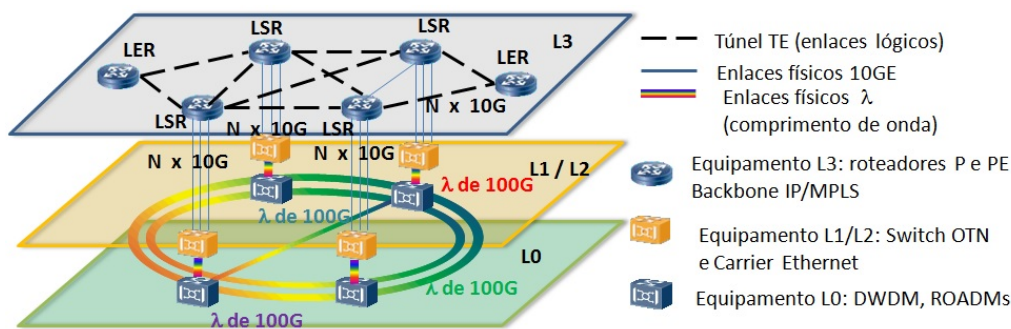 LSR
LSR
L3
LER
LER
LSR
N x 10G
LSR
N x 10G
N x 10G
N x 10G
L1 / L2
λ de 100G
λ de 100G
L0
λ de 100G
λ de 100G
Túnel TE (enlaces lógicos)
Enlaces físicos 10GE
Enlaces físicos λ
(comprimento de onda)
Equipamento L3: roteadores P e PE
Backbone IP/MPLS
Equipamento L1/L2: Switch OTN
e Carrier Ethernet
Equipamento L0: DWDM, ROADMs